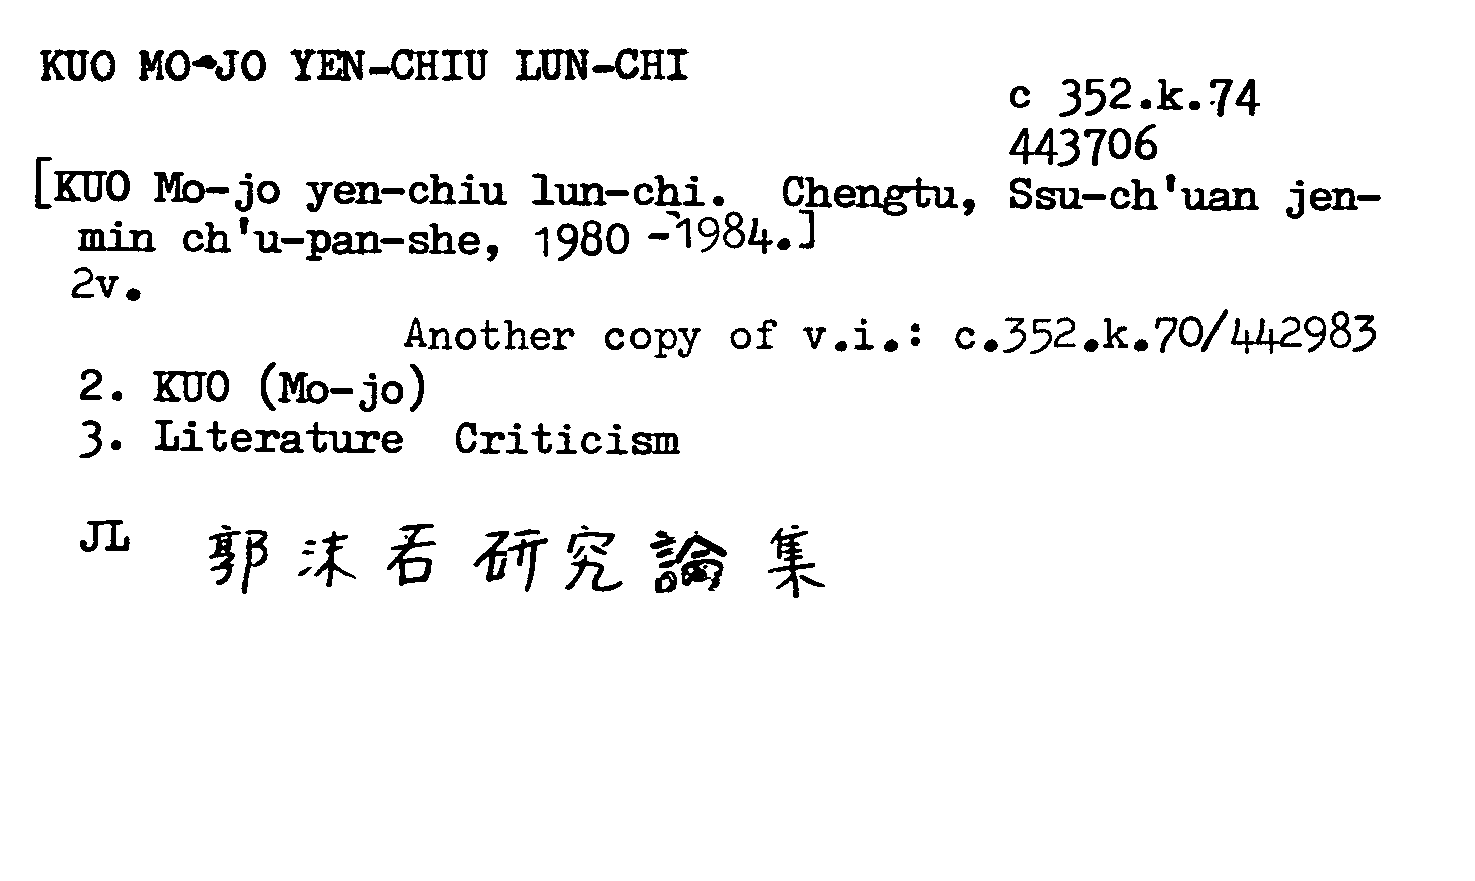 KUO MO-JO YEN-CHIU LUN-CHI
c 352.k.74
443706
[KUO Mo-jo yen-chiu lun-chi. Chengtu, Ssu-ch'uan jen-
min ch'u-pan-she, 1980 -1984.]
2v.
Another copy of v.i.: c.352.k.70/442983
2. KUO (Mo-jo)
3. Literature Criticism
JL 郭沫若研究論集